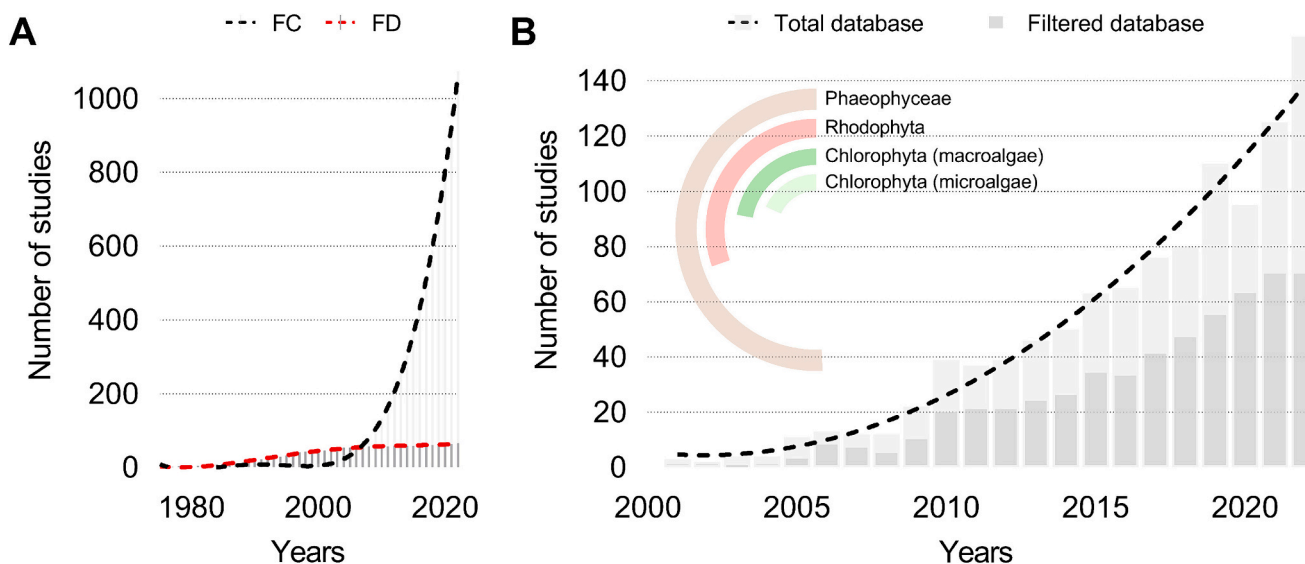 A
FC
FD
Number of studies
1000
800
600
400
200
0
1980
2000
2020
Years
B
Total database
Filtered database
Number of studies
140
120
100
80
60
40
20
0
Phaeophyceae
Rhodophyta
Chlorophyta (macroalgae)
Chlorophyta (microalgae)
2000
2005
2010
2015
2020
Years